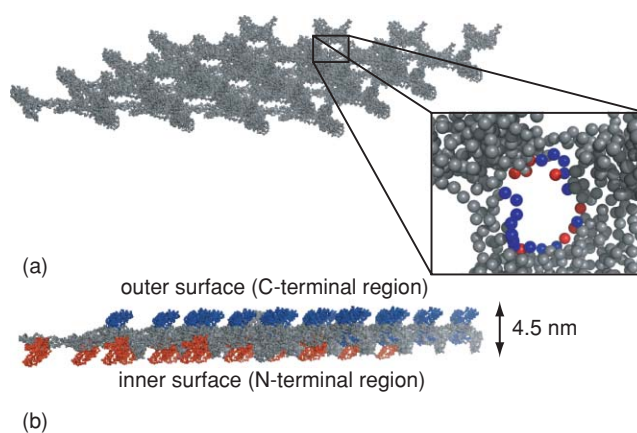 (a)
outer surface (C-terminal region)
4.5 nm
inner surface (N-terminal region)
(b)